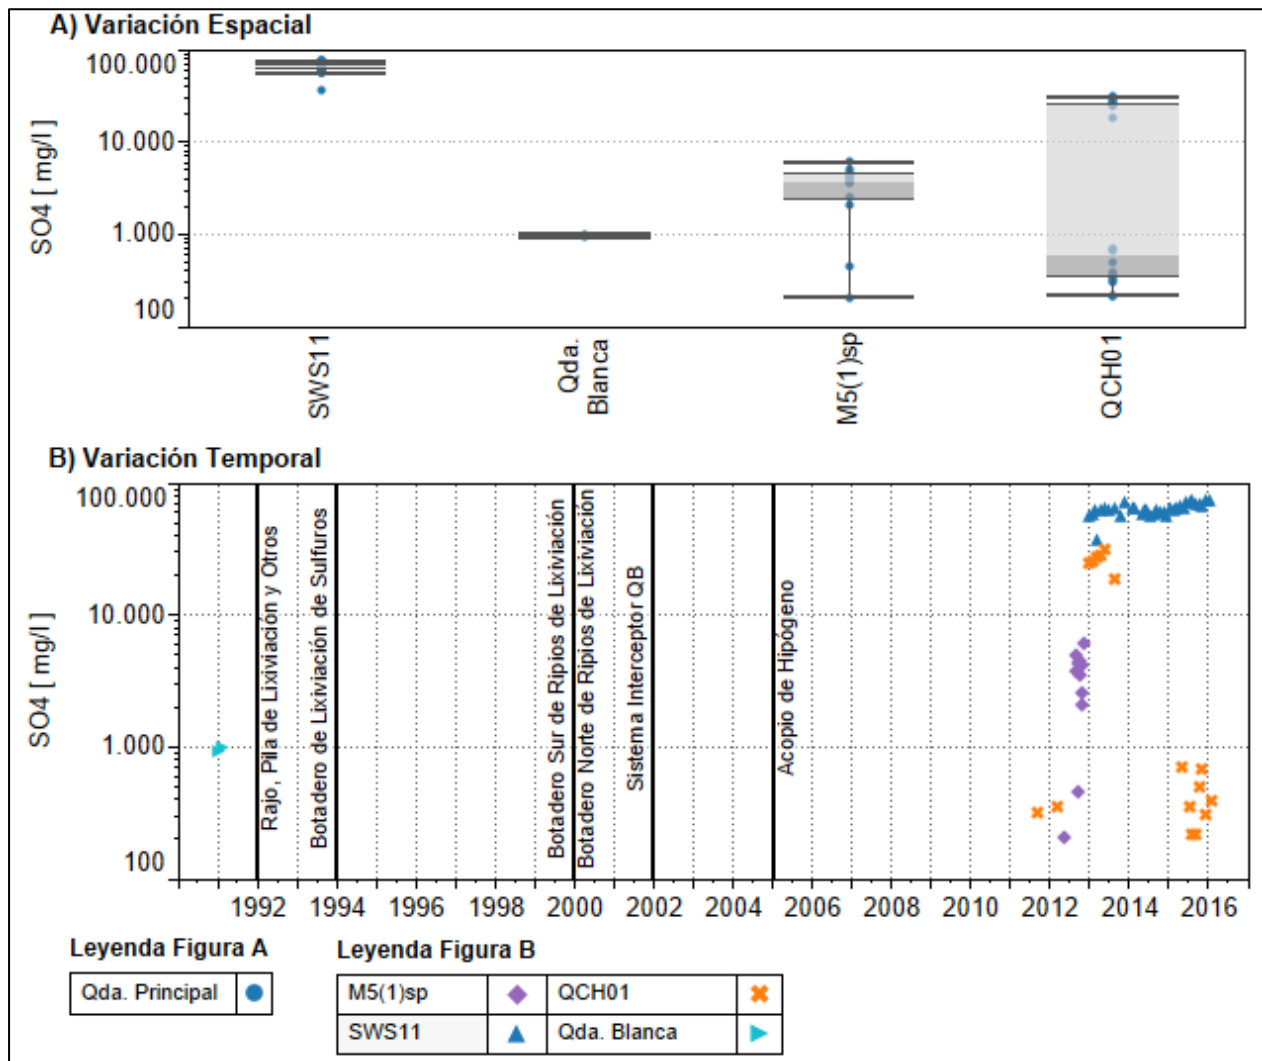 A) Variación Espacial
SO4 [ mg/l ]
100.000
10.000
1.000
100
SWS11
Qda.
Blanca
M5(1)sp
QCH01
B) Variación Temporal
SO4 [ mg/l ]
100.000
10.000
1.000
100
Rajo, Pila de Lixiviación y Otros
Botadero de Lixiviación de Sulfuros
Botadero Sur de Ripios de Lixiviación
Botadero Norte de Ripios de Lixiviación
Sistema Interceptor QB
Acopio de Hipógeno
1992 1994 1996 1998 2000 2002 2004 2006 2008 2010 2012 2014 2016
Leyenda Figura A
Qda. Principal
Leyenda Figura B
M5(1)sp QCH01
SWS11 Qda. Blanca